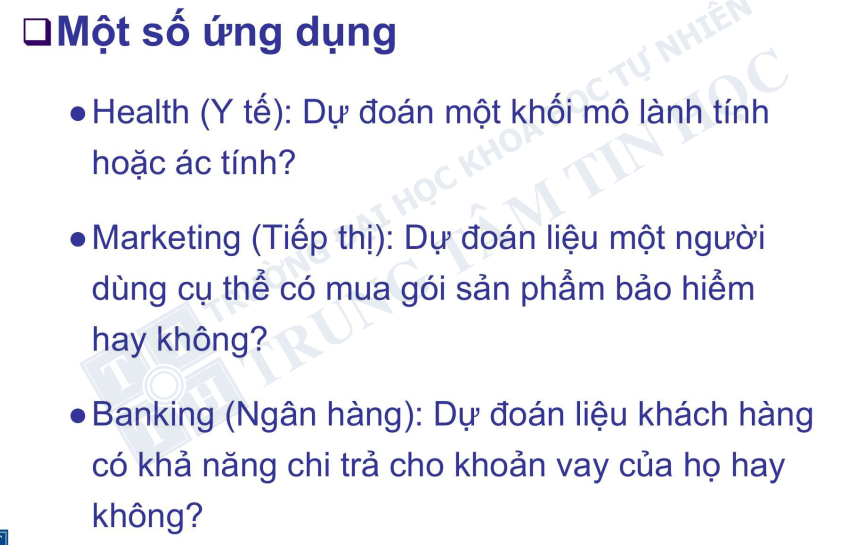 ❑Một số ứng dụng
●Health (Y tế): Dự đoán một khối mô lành tính
hoặc ác tính?
●Marketing (Tiếp thị): Dự đoán liệu một người
dùng cụ thể có mua gói sản phẩm bảo hiểm
hay không?
●Banking (Ngân hàng): Dự đoán liệu khách hàng
có khả năng chi trả cho khoản vay của họ hay
không?
TRƯỜNG ĐẠI HỌC KHOA HỌC TỰ NHIÊN
TRUNG TÂM TIN HỌC